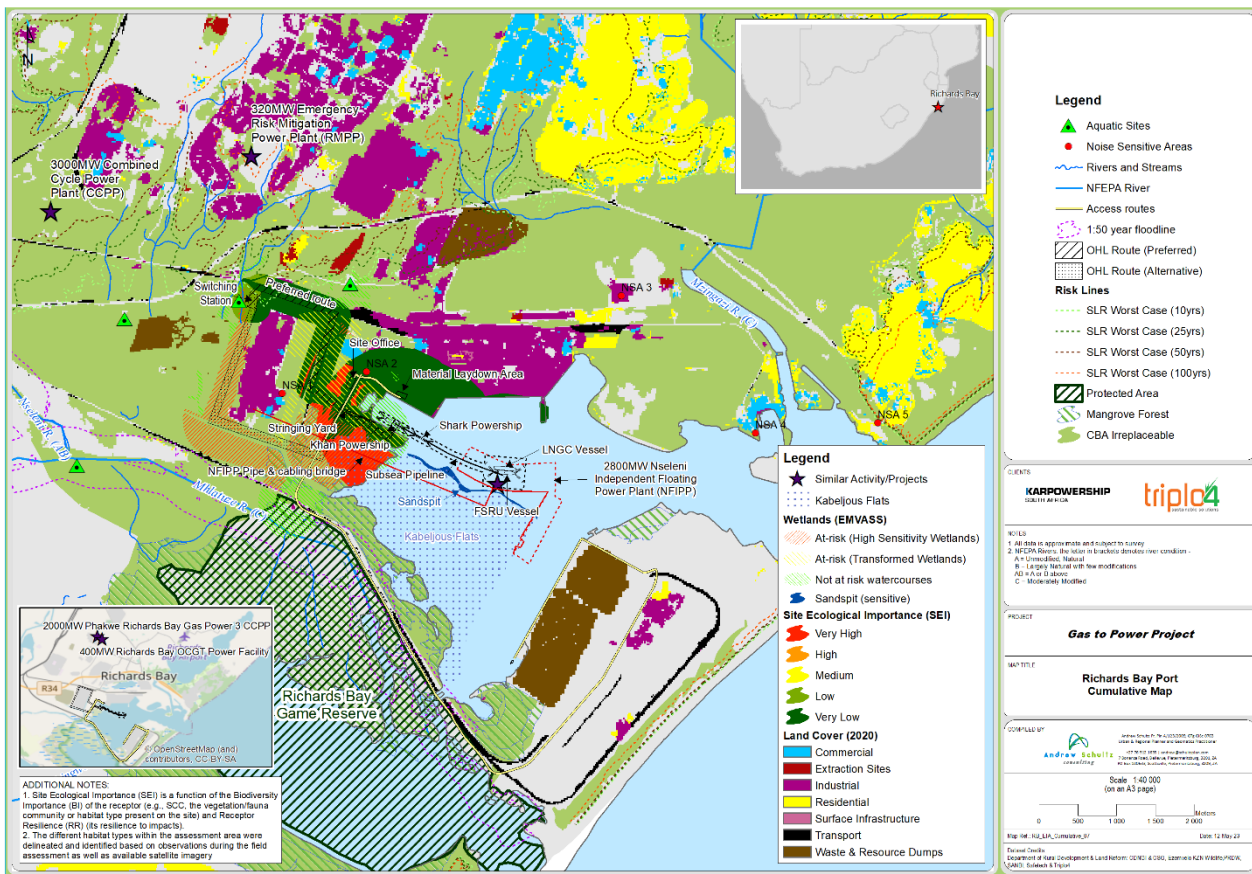 N
320MW Emergency
Risk Mitigation
Power Plant (RMPP)
3000MW Combined
Cycle Power
Plant (CCPP)
Richards Bay
Switching
Station
Preferred route
NSA 3
Mzingazi R. (C)
Site Office
NSA 2
Material Laydown Area
NSA 1
NSA 4
NSA 5
Nseleni R. (AB)
Stringing Yard
Shark Powership
Khan Powership
LNGC Vessel
NFIPP Pipe & cabling bridge
Subsea Pipeline
2800MW Nseleni
Independent Floating
Power Plant (NFIPP)
Mhlatuze R. (C)
Sandspit
FSRU Vessel
Kabeljous Flats
Richards Bay
Game Reserve
2000MW Phakwe Richards Bay Gas Power 3 CCPP
400MW Richards Bay OCGT Power Facility
Richards Bay
R34
© OpenStreetMap (and)
contributors, CC-BY-SA
ADDITIONAL NOTES:
1. Site Ecological Importance (SEI) is a function of the Biodiversity
Importance (BI) of the receptor (e.g., SCC, the vegetation/fauna
community or habitat type present on the site) and Receptor
Resilience (RR) (its resilience to impacts).
2. The different habitat types within the assessment area were
delineated and identified based on observations during the field
assessment as well as available satellite imagery
Legend
Similar Activity/Projects
Kabeljous Flats
Wetlands (EMVASS)
At-risk (High Sensitivity Wetlands)
At-risk (Transformed Wetlands)
Not at risk watercourses
Sandspit (sensitive)
Site Ecological Importance (SEI)
Very High
High
Medium
Low
Very Low
Land Cover (2020)
Commercial
Extraction Sites
Industrial
Residential
Surface Infrastructure
Transport
Waste & Resource Dumps
Legend
Aquatic Sites
Noise Sensitive Areas
Rivers and Streams
NFEPA River
Access routes
1:50 year floodline
OHL Route (Preferred)
OHL Route (Alternative)
Risk Lines
SLR Worst Case (10yrs)
SLR Worst Case (25yrs)
SLR Worst Case (50yrs)
SLR Worst Case (100yrs)
Protected Area
Mangrove Forest
CBA Irreplaceable
CLIENTS
KARPOWERSHIP
SOUTH AFRICA
triplo4
sustainable solutions
NOTES
1. All data is approximate and subject to survey
2. NFEPA Rivers: the letter in brackets denotes river condition -
A = Unmodified, Natural
B - Largely Natural with few modifications
AB = A or B above
C - Moderately Modified
PROJECT
Gas to Power Project
MAP TITLE
Richards Bay Port
Cumulative Map
COMPILED BY
Andrew Schultz
consulting
Scale 1:40 000
(on an A3 page)
0 500 1 000 1 500 2 000
Meters
Date: 12 May 23